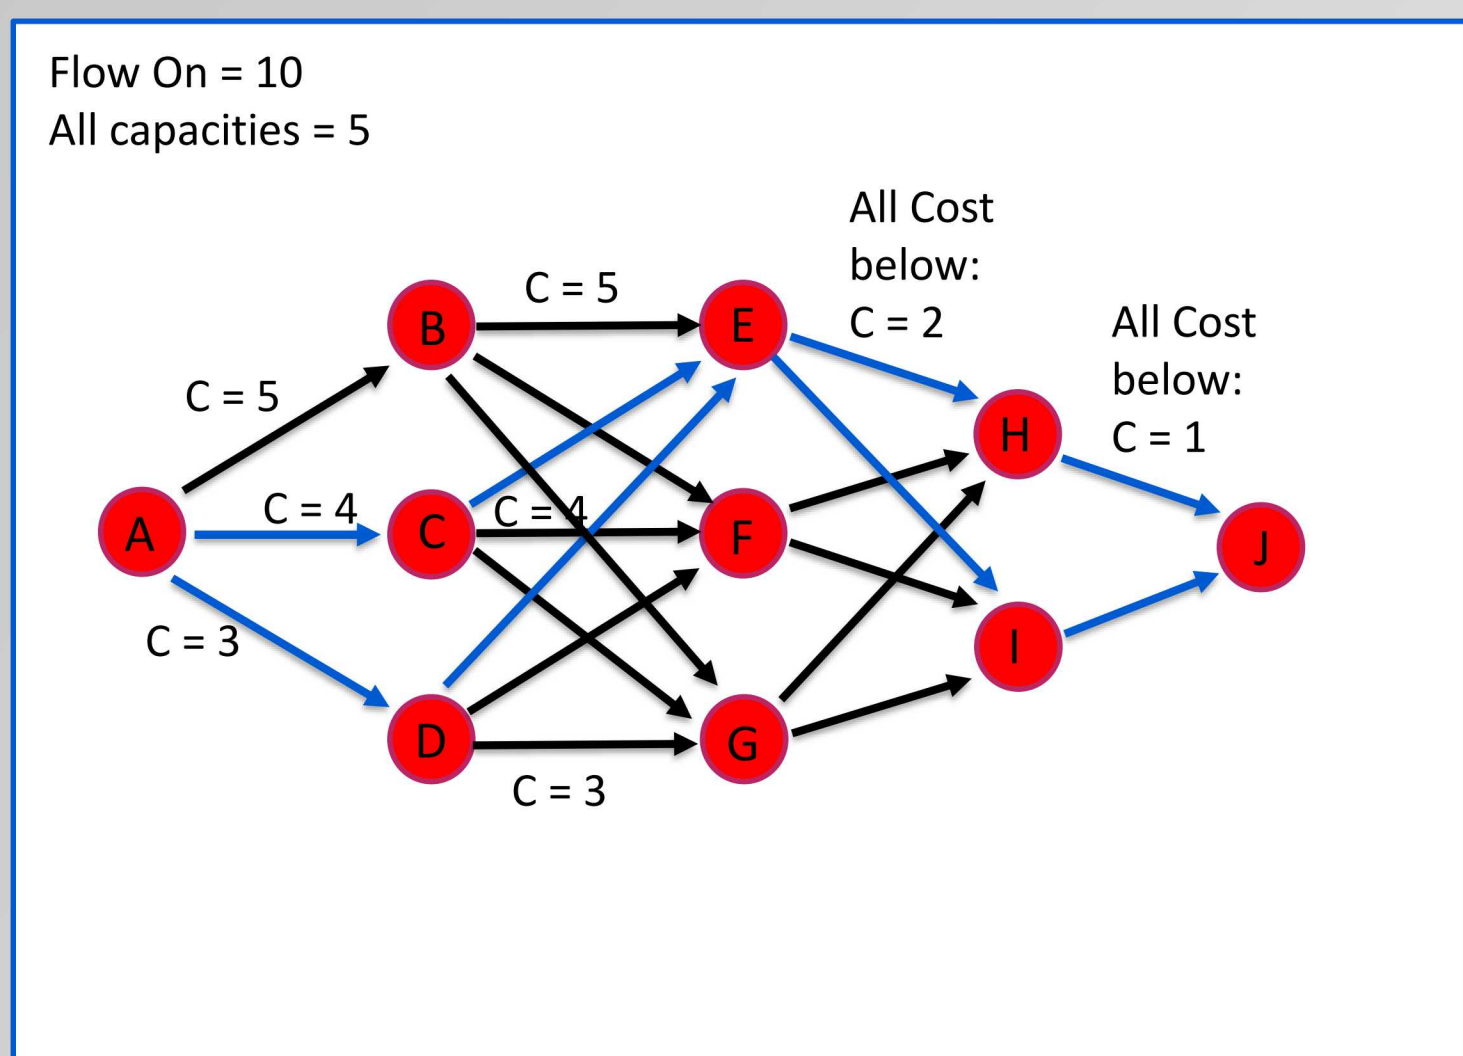 Flow On = 10
All capacities = 5
All Cost
below:
C = 2
All Cost
below:
C = 1
C = 5
B
E
C = 5
H
C = 4
A
C
C = 4
F
J
C = 3
I
D
G
C = 3